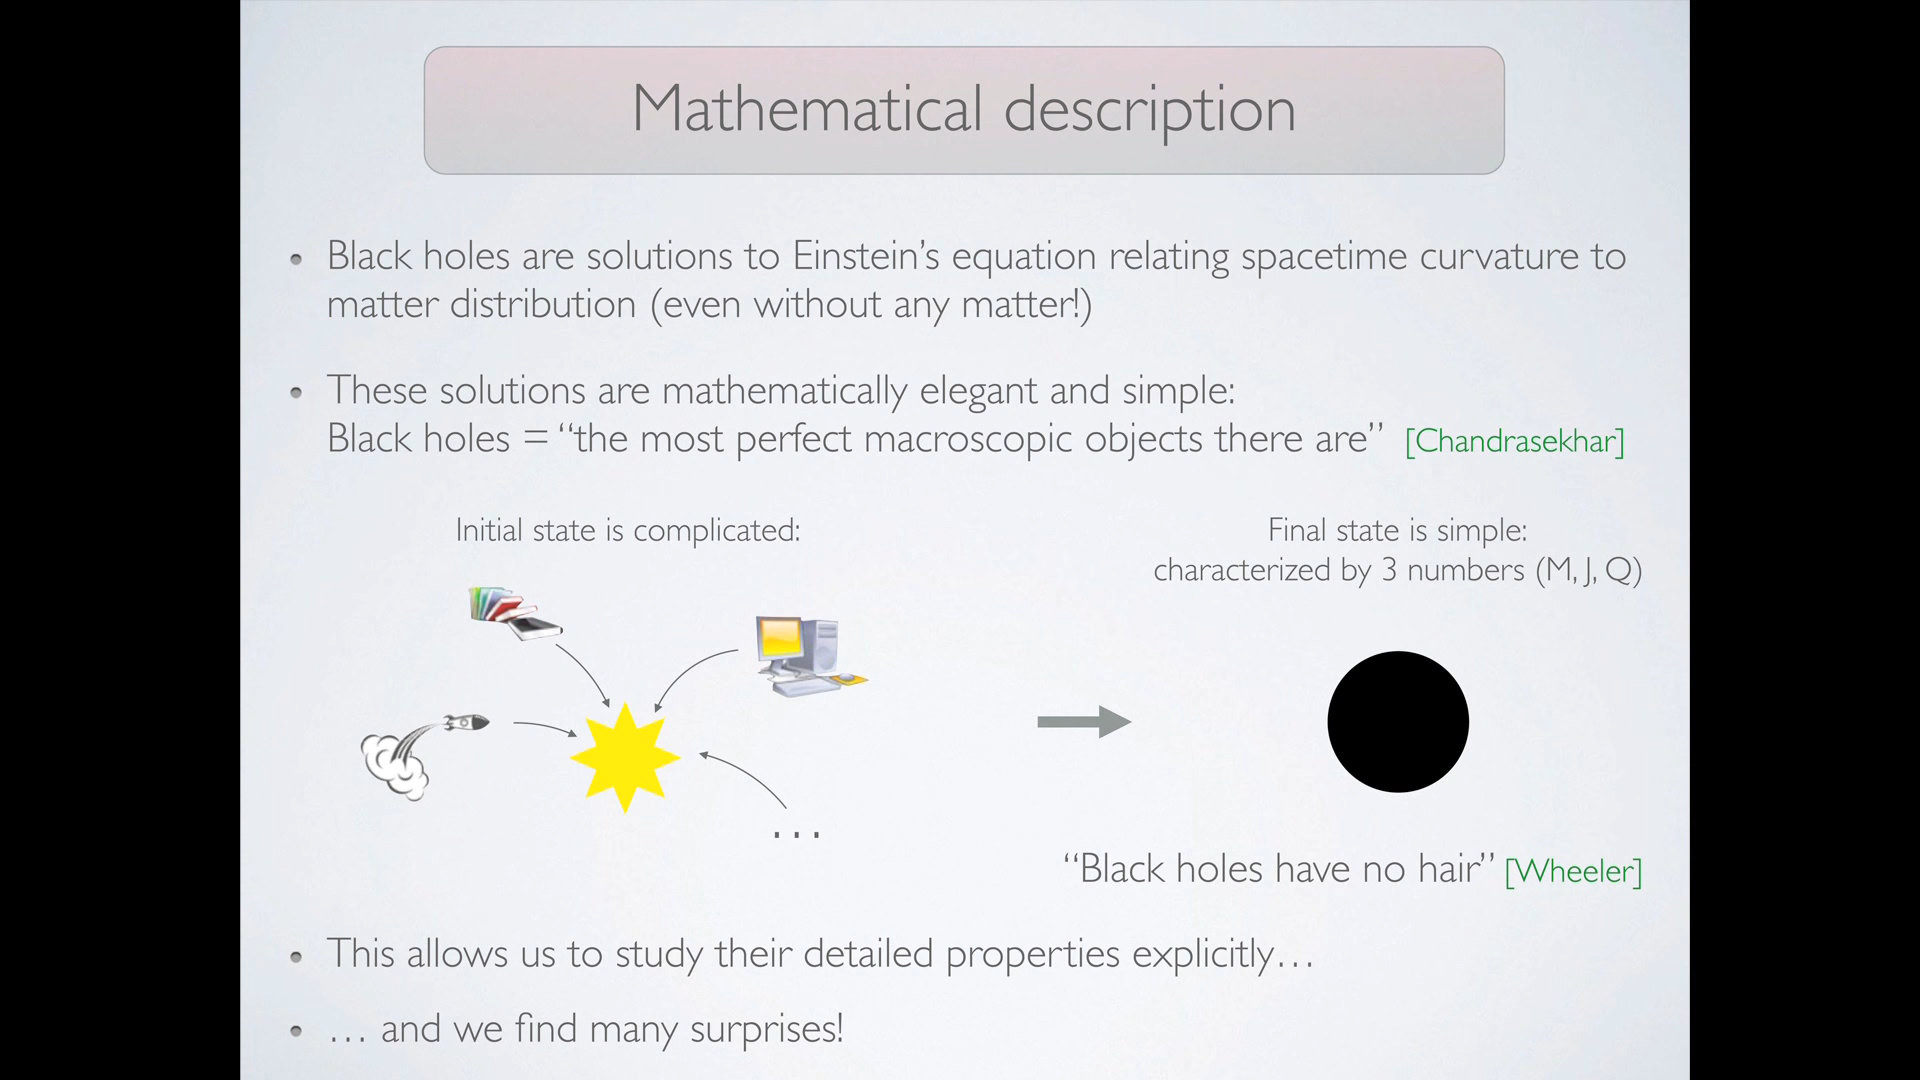 Mathematical description
• Black holes are solutions to Einstein’s equation relating spacetime curvature to
matter distribution (even without any matter!)
• These solutions are mathematically elegant and simple:
Black holes = “the most perfect macroscopic objects there are” [Chandrasekhar]
Initial state is complicated:
Final state is simple:
characterized by 3 numbers (M, J, Q)
...
“Black holes have no hair” [Wheeler]
• This allows us to study their detailed properties explicitly…
• … and we find many surprises!